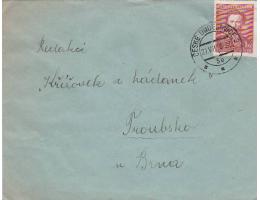 Redakci
Křížovek a hádanek
Troubsko
u Brna